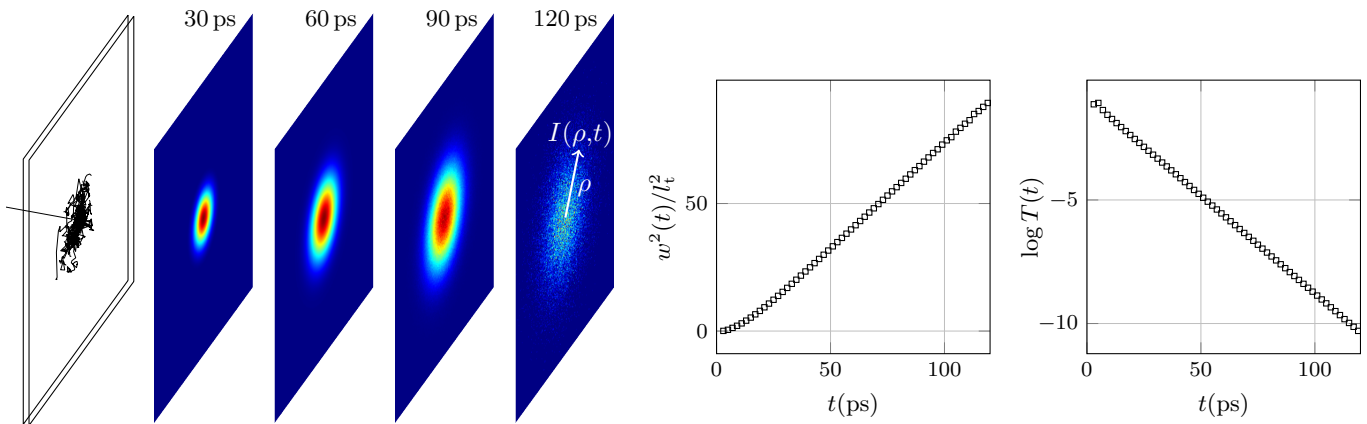 30 ps 60 ps 90 ps 120 ps
I(ρ,t)
ρ
w²(t)/l_t²
50
0
0 50 100
t(ps)
log T(t)
−5
−10
0 50 100
t(ps)